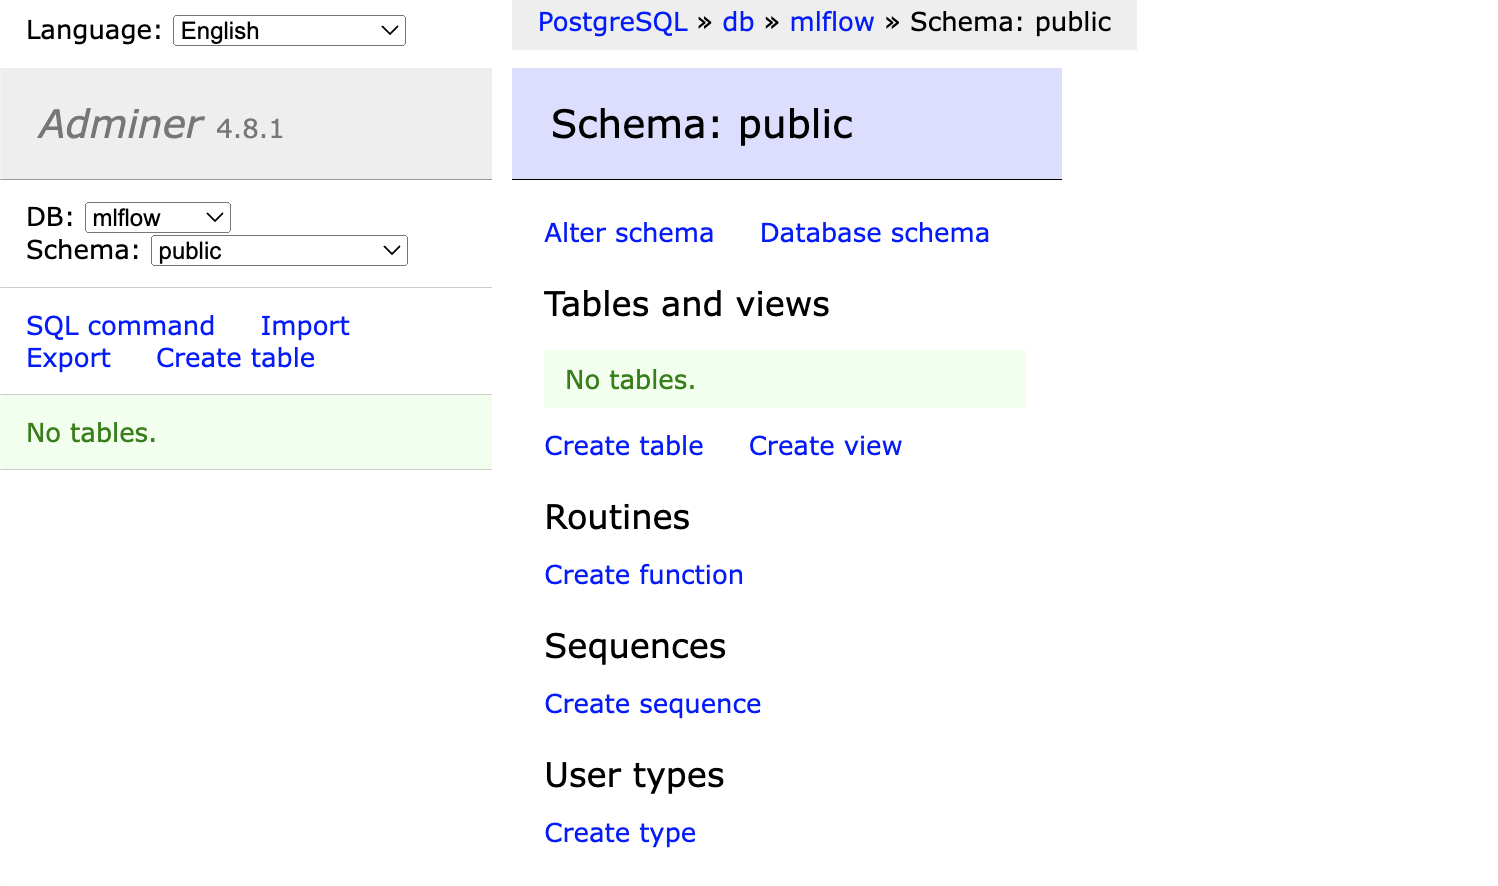 Language: English
Adminer 4.8.1
DB: mlflow
Schema: public
SQL command Import
Export Create table
No tables.
PostgreSQL » db » mlflow » Schema: public
Schema: public
Alter schema Database schema
Tables and views
No tables.
Create table Create view
Routines
Create function
Sequences
Create sequence
User types
Create type